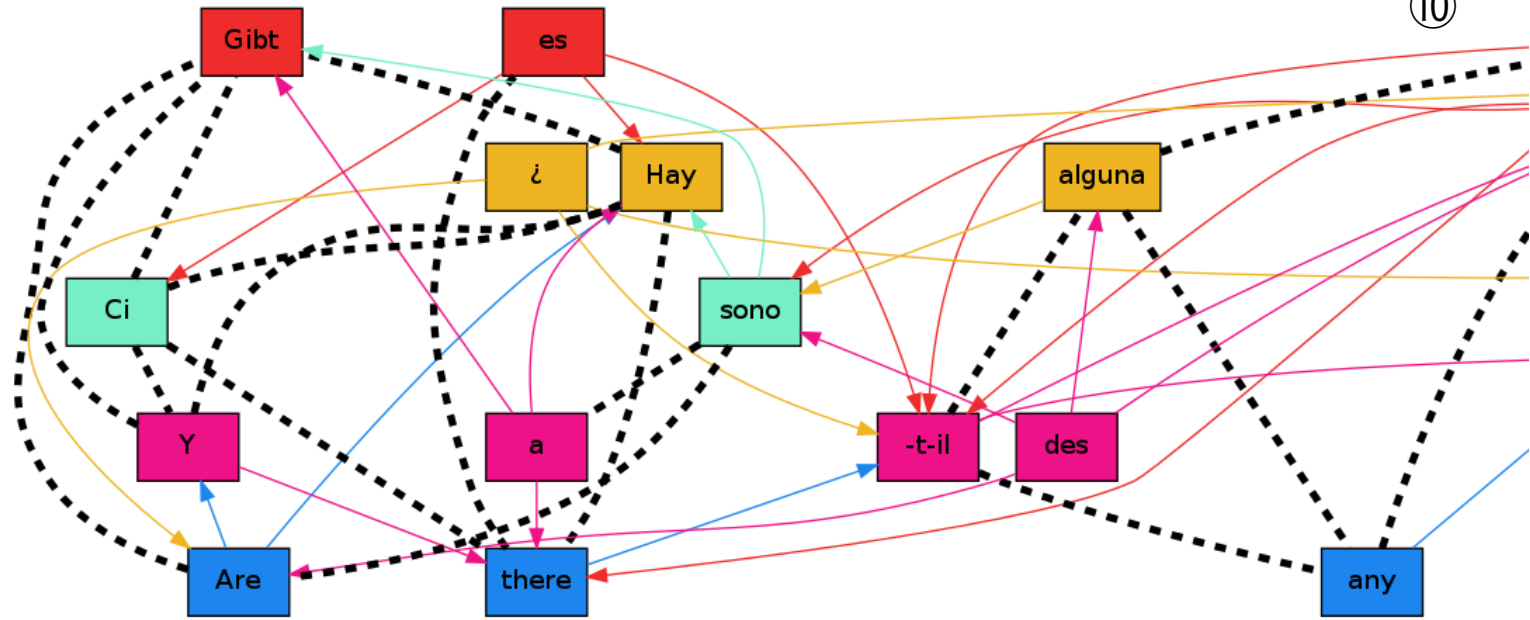 ⑩
Gibt es
¿ Hay alguna
Ci sono
Y a -t-il des
Are there any